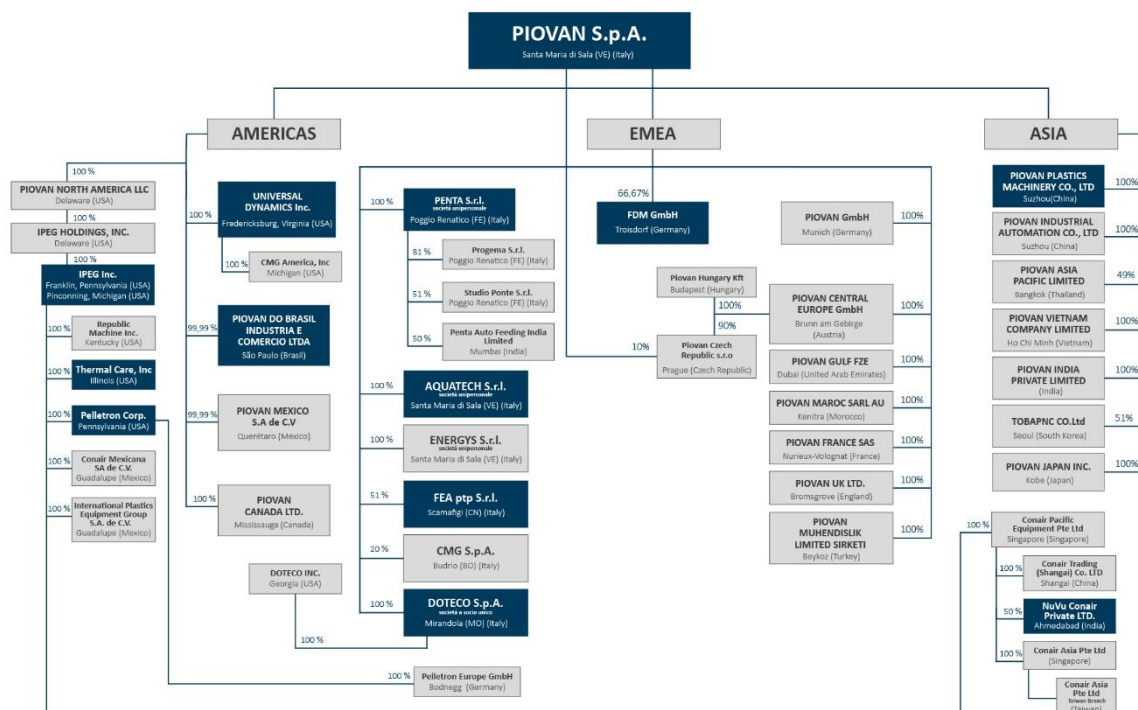 PIOVAN S.p.A.
Santa Maria di Sala (VE) (Italy)
AMERICAS
EMEA
ASIA
100 %
PIOVAN NORTH AMERICA LLC
Delaware (USA)
100 %
IPEG HOLDINGS, INC.
Delaware (USA)
100 %
IPEG Inc.
Franklin, Pennsylvania (USA)
Pinconning, Michigan (USA)
100 %
Republic
Machine Inc.
Kentucky (USA)
100 %
Thermal Care, Inc
Illinois (USA)
100 %
Pelletron Corp.
Pennsylvania (USA)
100 %
Conair Mexicana
SA de C.V.
Guadalupe (Mexico)
100 %
International Plastics
Equipment Group
S.A. de C.V.
Guadalupe (Mexico)
100 %
UNIVERSAL
DYNAMICS Inc.
Fredericksburg, Virginia (USA)
100 %
CMG America, Inc
Michigan (USA)
99,99 %
PIOVAN DO BRASIL
INDUSTRIA E
COMERCIO LTDA
São Paulo (Brasil)
99,99 %
PIOVAN MEXICO
S.A de C.V
Querétaro (Mexico)
100 %
PIOVAN
CANADA LTD.
Mississauga (Canada)
DOTECO INC.
Georgia (USA)
100 %
100 %
PENTA S.r.l.
società unipersonale
Poggio Renatico (FE) (Italy)
81 %
Progema S.r.l.
Poggio Renatico (FE) (Italy)
51 %
Studio Ponte S.r.l.
Poggio Renatico (FE) (Italy)
50 %
Penta Auto Feeding India
Limited
Mumbai (India)
100 %
AQUATECH S.r.l.
società unipersonale
Santa Maria di Sala (VE) (Italy)
100 %
ENERGYS S.r.l.
società unipersonale
Santa Maria di Sala (VE) (Italy)
51 %
FEA ptp S.r.l.
Scarnafigi (CN) (Italy)
20 %
CMG S.p.A.
Budrio (BO) (Italy)
100 %
DOTECO S.p.A.
società a socio unico
Mirandola (MO) (Italy)
100 %
Pelletron Europe GmbH
Bodnegg (Germany)
66,67%
FDM GmbH
Troisdorf (Germany)
Piovan Hungary Kft
Budapest (Hungary)
100%
90%
10%
Piovan Czech
Republic s.r.o
Prague (Czech Republic)
PIOVAN GmbH
Munich (Germany)
100%
PIOVAN CENTRAL
EUROPE GmbH
Brunn am Gebirge
(Austria)
100%
PIOVAN GULF FZE
Dubai (United Arab Emirates)
100%
PIOVAN MAROC SARL AU
Kenitra (Morocco)
100%
PIOVAN FRANCE SAS
Nurieux-Volognat (France)
100%
PIOVAN UK LTD.
Bromsgrove (England)
100%
PIOVAN
MUHENDISLIK
LIMITED SIRKETI
Beykoz (Turkey)
100%
PIOVAN PLASTICS
MACHINERY CO., LTD
Suzhou(China)
100%
PIOVAN INDUSTRIAL
AUTOMATION CO., LTD
Suzhou (China)
100%
PIOVAN ASIA
PACIFIC LIMITED
Bangkok (Thailand)
49%
PIOVAN VIETNAM
COMPANY LIMITED
Ho Chi Minh (Vietnam)
100%
PIOVAN INDIA
PRIVATE LIMITED
(India)
100%
TOBAPNC CO.Ltd
Seoul (South Korea)
51%
PIOVAN JAPAN INC.
Kobe (Japan)
100%
100 %
Conair Pacific
Equipment Pte Ltd
Singapore (Singapore)
100 %
Conair Trading
(Shangai) Co. LTD
Shangai (China)
50 %
NuVu Conair
Private LTD.
Ahmedabad (India)
100 %
Conair Asia Pte Ltd
(Singapore)
Conair Asia
Pte Ltd
Taiwan Branch
(Taiwan)